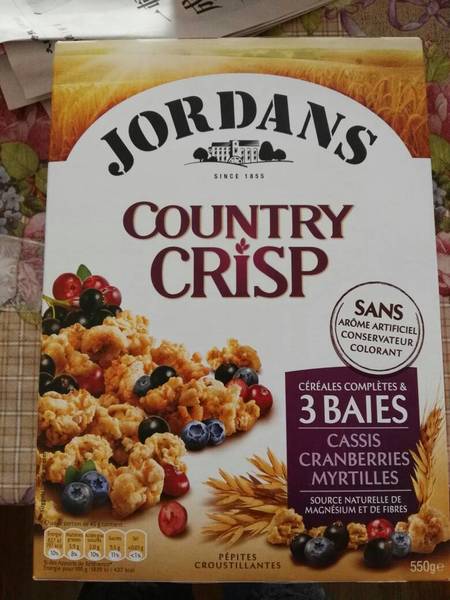 JORDANS
SINCE 1855
COUNTRY
CRISP
SANS
ARÔME ARTIFICIEL
CONSERVATEUR
COLORANT
CÉRÉALES COMPLÈTES &
3 BAIES
CASSIS
CRANBERRIES
MYRTILLES
SOURCE NATURELLE DE
MAGNÉSIUM ET DE FIBRES
PÉPITES
CROUSTILLANTES
550g e